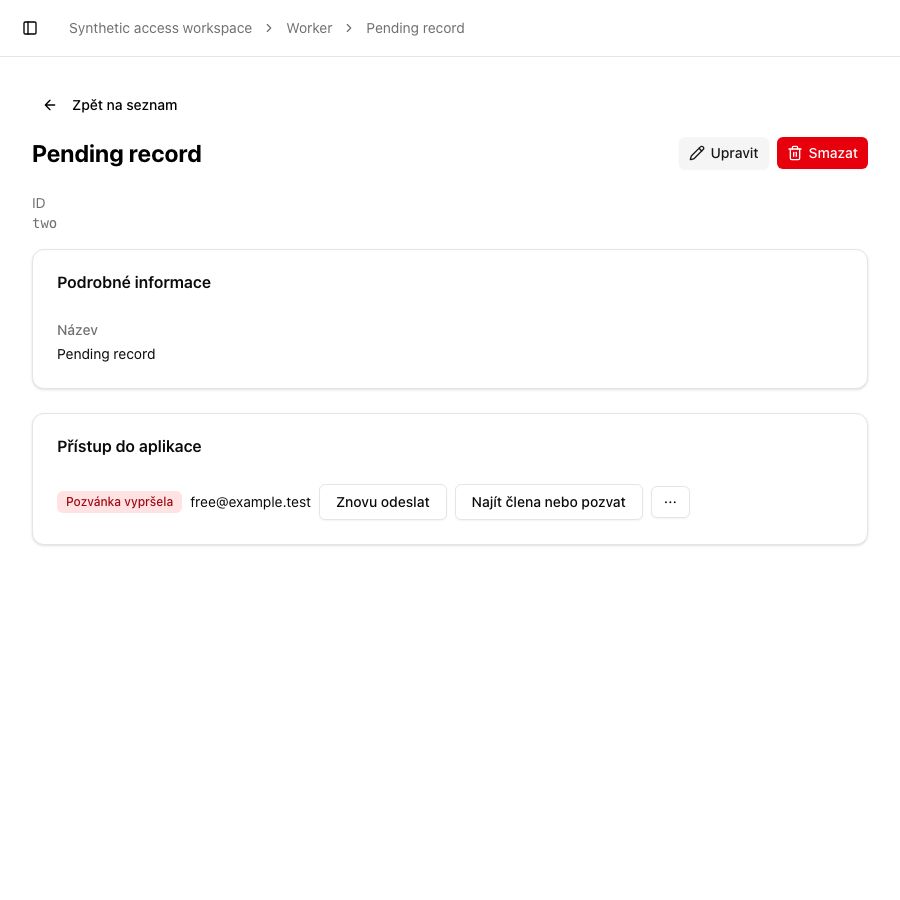 Synthetic access workspace > Worker > Pending record
Zpět na seznam
Pending record
Upravit
Smazat
ID
two
Podrobné informace
Název
Pending record
Přístup do aplikace
Pozvánka vypršela free@example.test Znovu odeslat Najít člena nebo pozvat ...